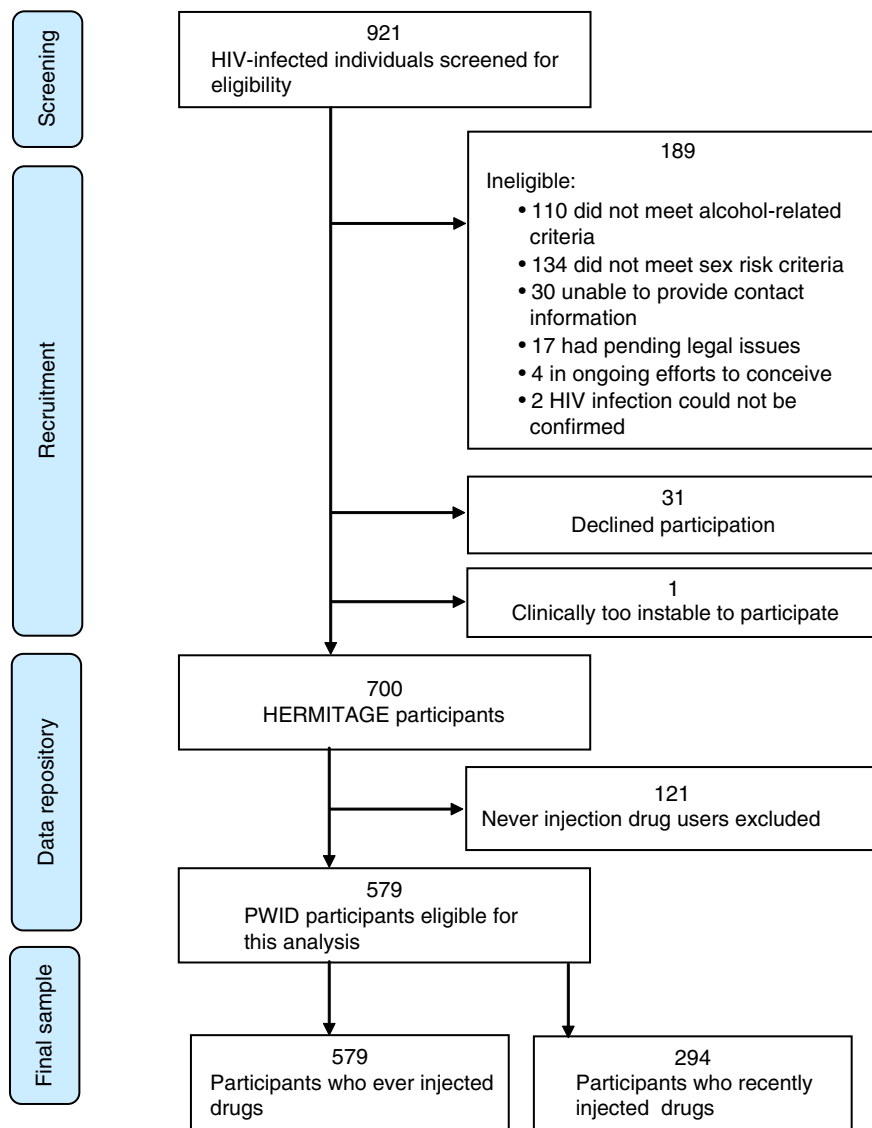 Screening
921
HIV-infected individuals screened for
eligibility
Recruitment
189
Ineligible:
• 110 did not meet alcohol-related
criteria
• 134 did not meet sex risk criteria
• 30 unable to provide contact
information
• 17 had pending legal issues
• 4 in ongoing efforts to conceive
• 2 HIV infection could not be
confirmed
31
Declined participation
1
Clinically too instable to participate
Data repository
700
HERMITAGE participants
121
Never injection drug users excluded
579
PWID participants eligible for
this analysis
Final sample
579
Participants who ever injected
drugs
294
Participants who recently
injected drugs